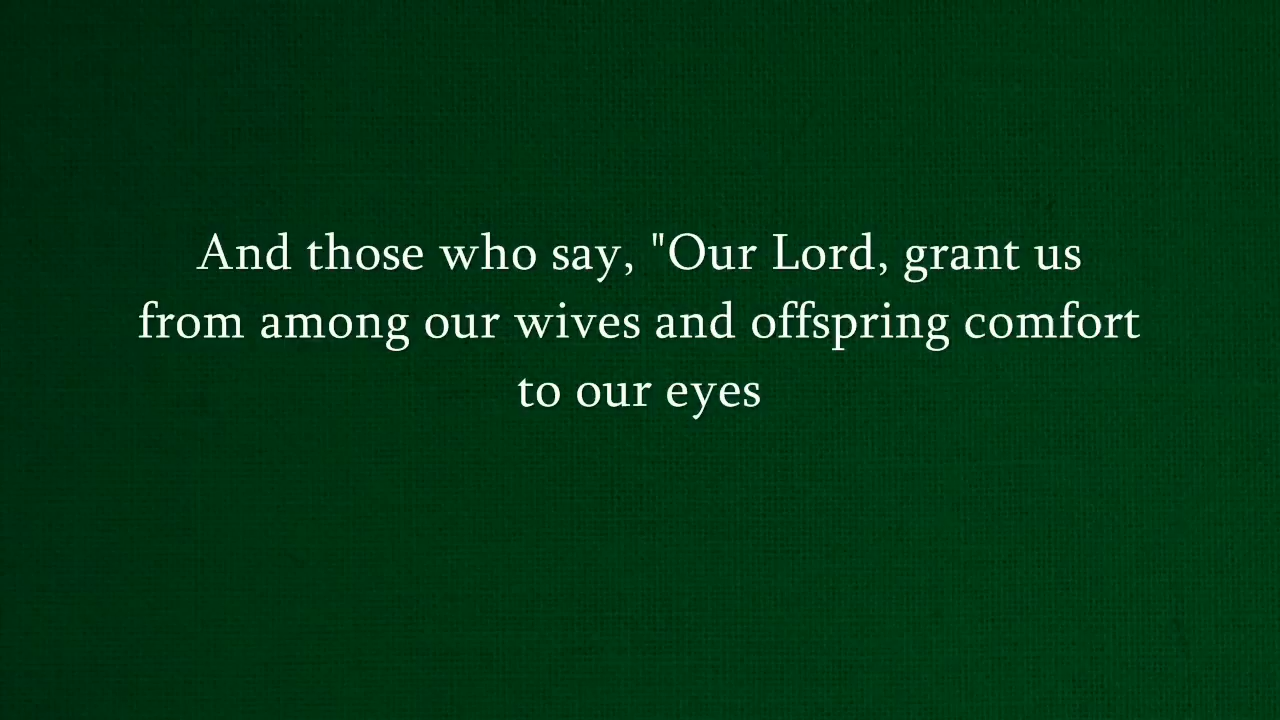 And those who say, "Our Lord, grant us
from among our wives and offspring comfort
to our eyes